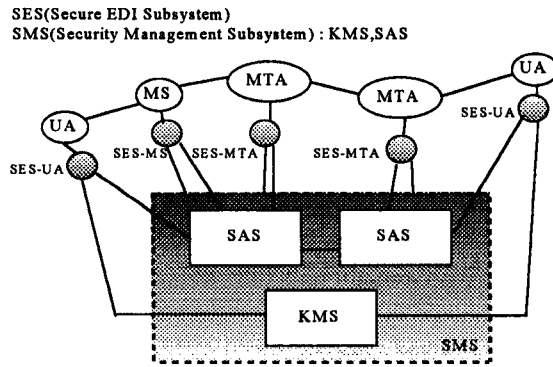 SES(Secure EDI Subsystem)
SMS(Security Management Subsystem) : KMS,SAS
UA
MS
MTA
MTA
UA
SES-UA
SES-MS
SES-MTA
SES-MTA
SES-UA
SAS
SAS
KMS
SMS